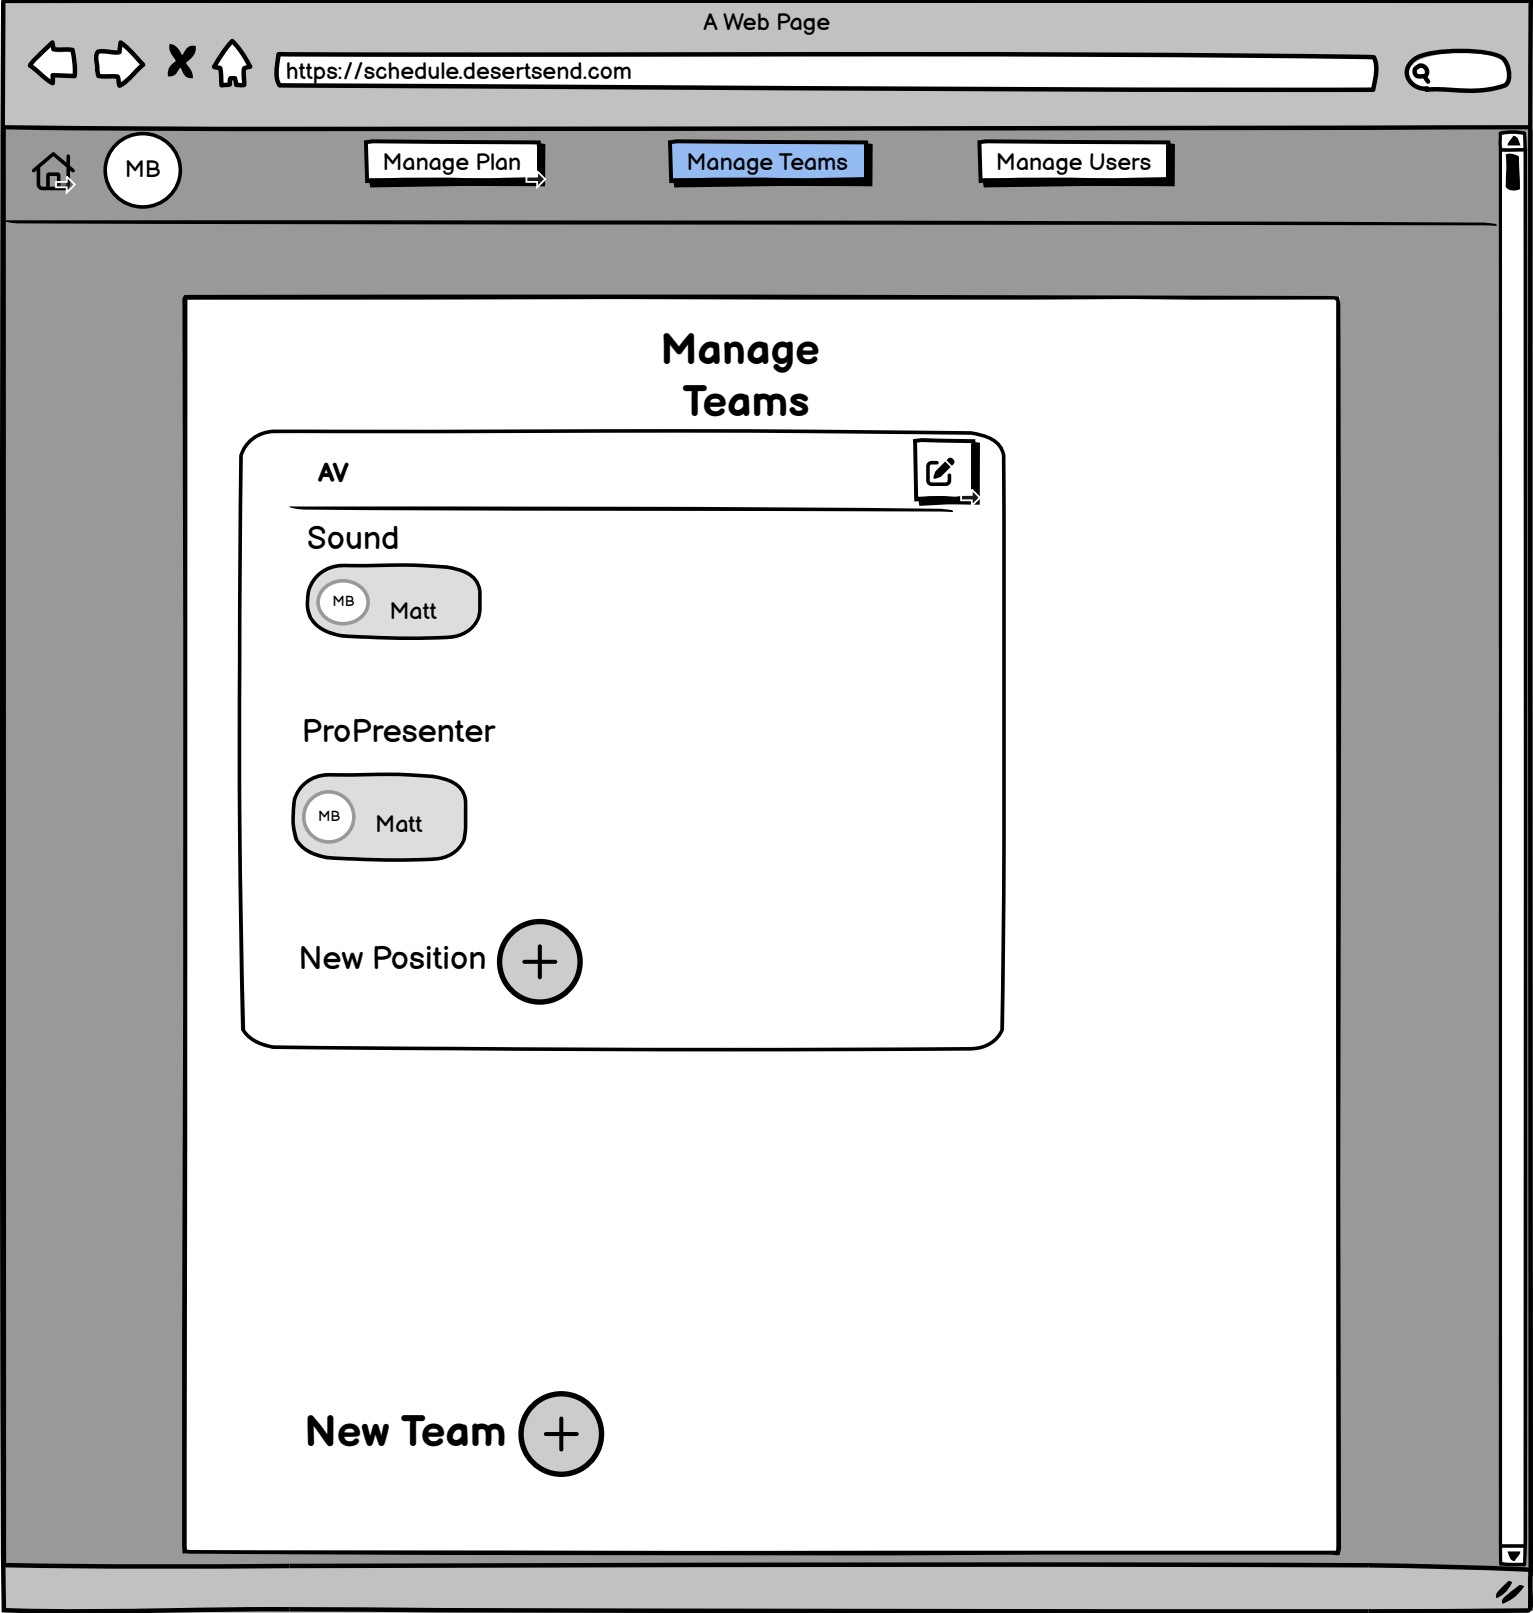 A Web Page
https://schedule.desertsend.com
MB
Manage Plan
Manage Teams
Manage Users
Manage
Teams
AV
Sound
MB
Matt
ProPresenter
MB
Matt
New Position
New Team